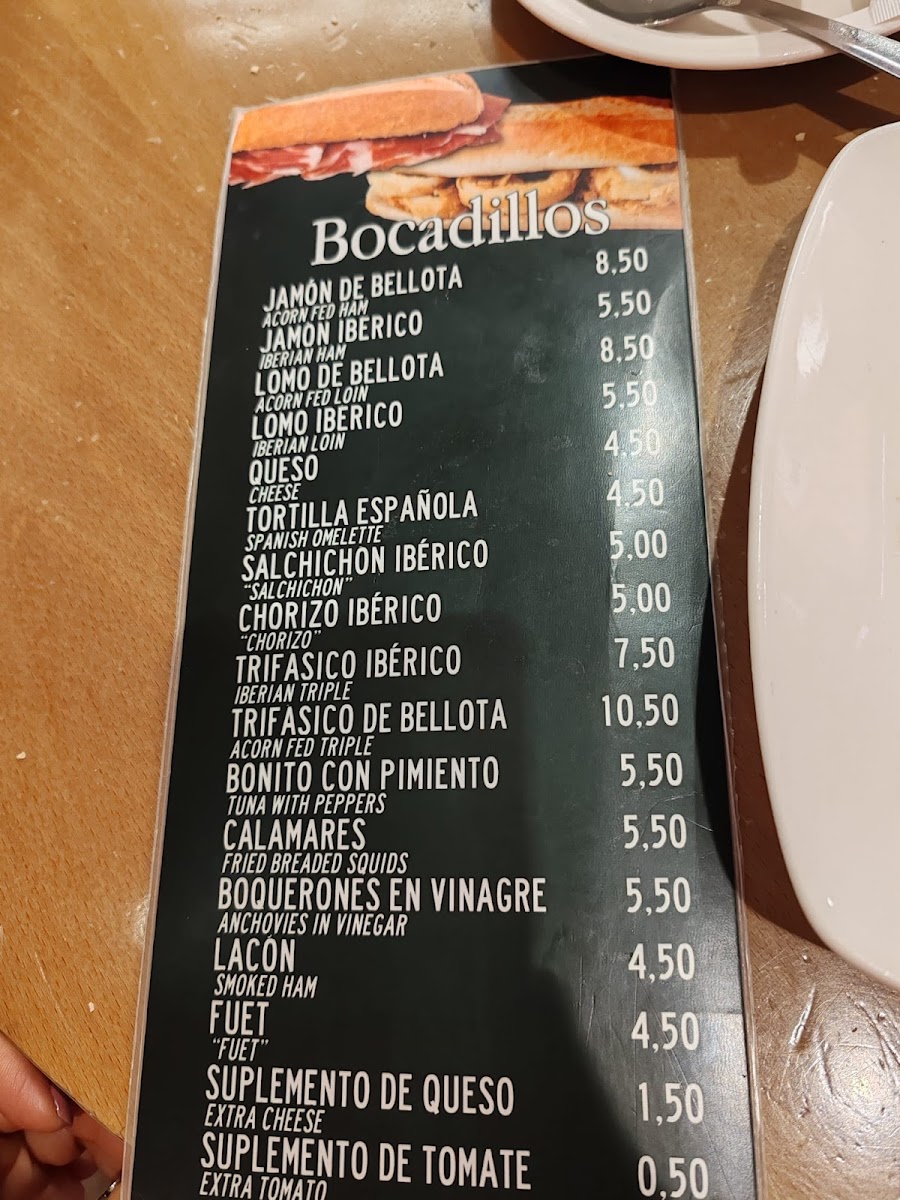 Bocadillos
JAMÓN DE BELLOTA 8,50
ACORN FED HAM
JAMÓN IBERICO 5,50
IBERIAN HAM
LOMO DE BELLOTA 8,50
ACORN FED LOIN
LOMO IBERICO 5,50
IBERIAN LOIN
QUESO 4,50
CHEESE
TORTILLA ESPAÑOLA 4,50
SPANISH OMELETTE
SALCHICHON IBÉRICO 5,00
"SALCHICHON"
CHORIZO IBÉRICO 5,00
"CHORIZO"
TRIFASICO IBÉRICO 7,50
IBERIAN TRIPLE
TRIFASICO DE BELLOTA 10,50
ACORN FED TRIPLE
BONITO CON PIMIENTO 5,50
TUNA WITH PEPPERS
CALAMARES 5,50
FRIED BREADED SQUIDS
BOQUERONES EN VINAGRE 5,50
ANCHOVIES IN VINEGAR
LACÓN 4,50
SMOKED HAM
FUET 4,50
"FUET"
SUPLEMENTO DE QUESO 1,50
EXTRA CHEESE
SUPLEMENTO DE TOMATE 0,50
EXTRA TOMATO